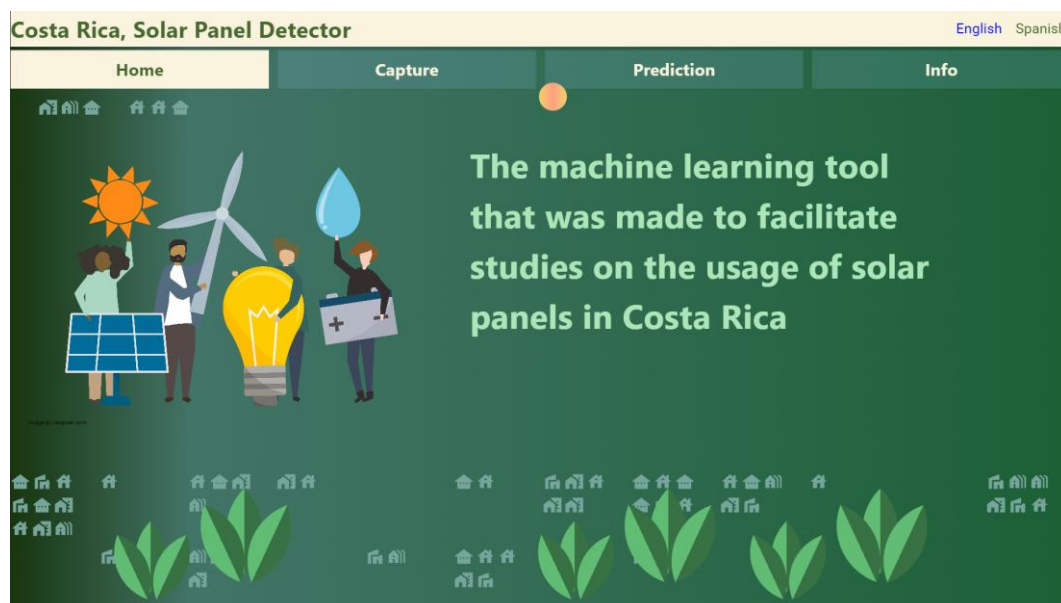 Costa Rica, Solar Panel Detector
English Spanish
Home Capture Prediction Info
The machine learning tool
that was made to facilitate
studies on the usage of solar
panels in Costa Rica